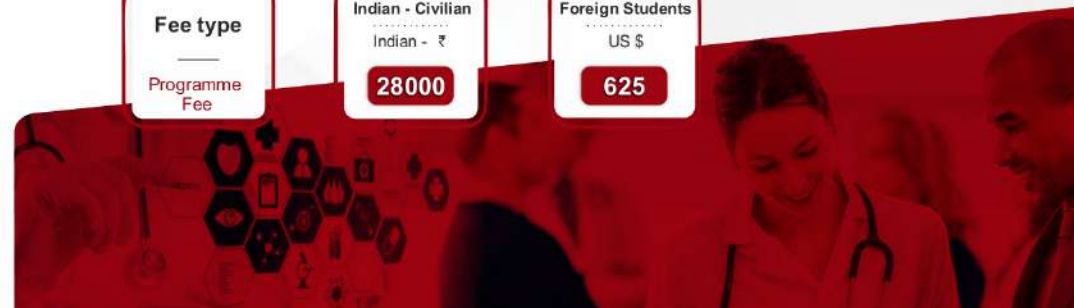 Fee type
Programme
Fee
Indian - Civilian
Indian - ₹
28000
Foreign Students
US $
625